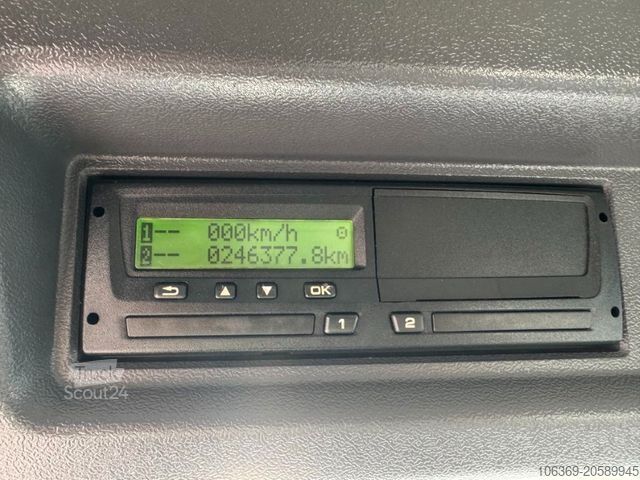 1-- 000km/h
2-- 0246377.8km
OK
1 2
Truck
Scout24
106369-20589945